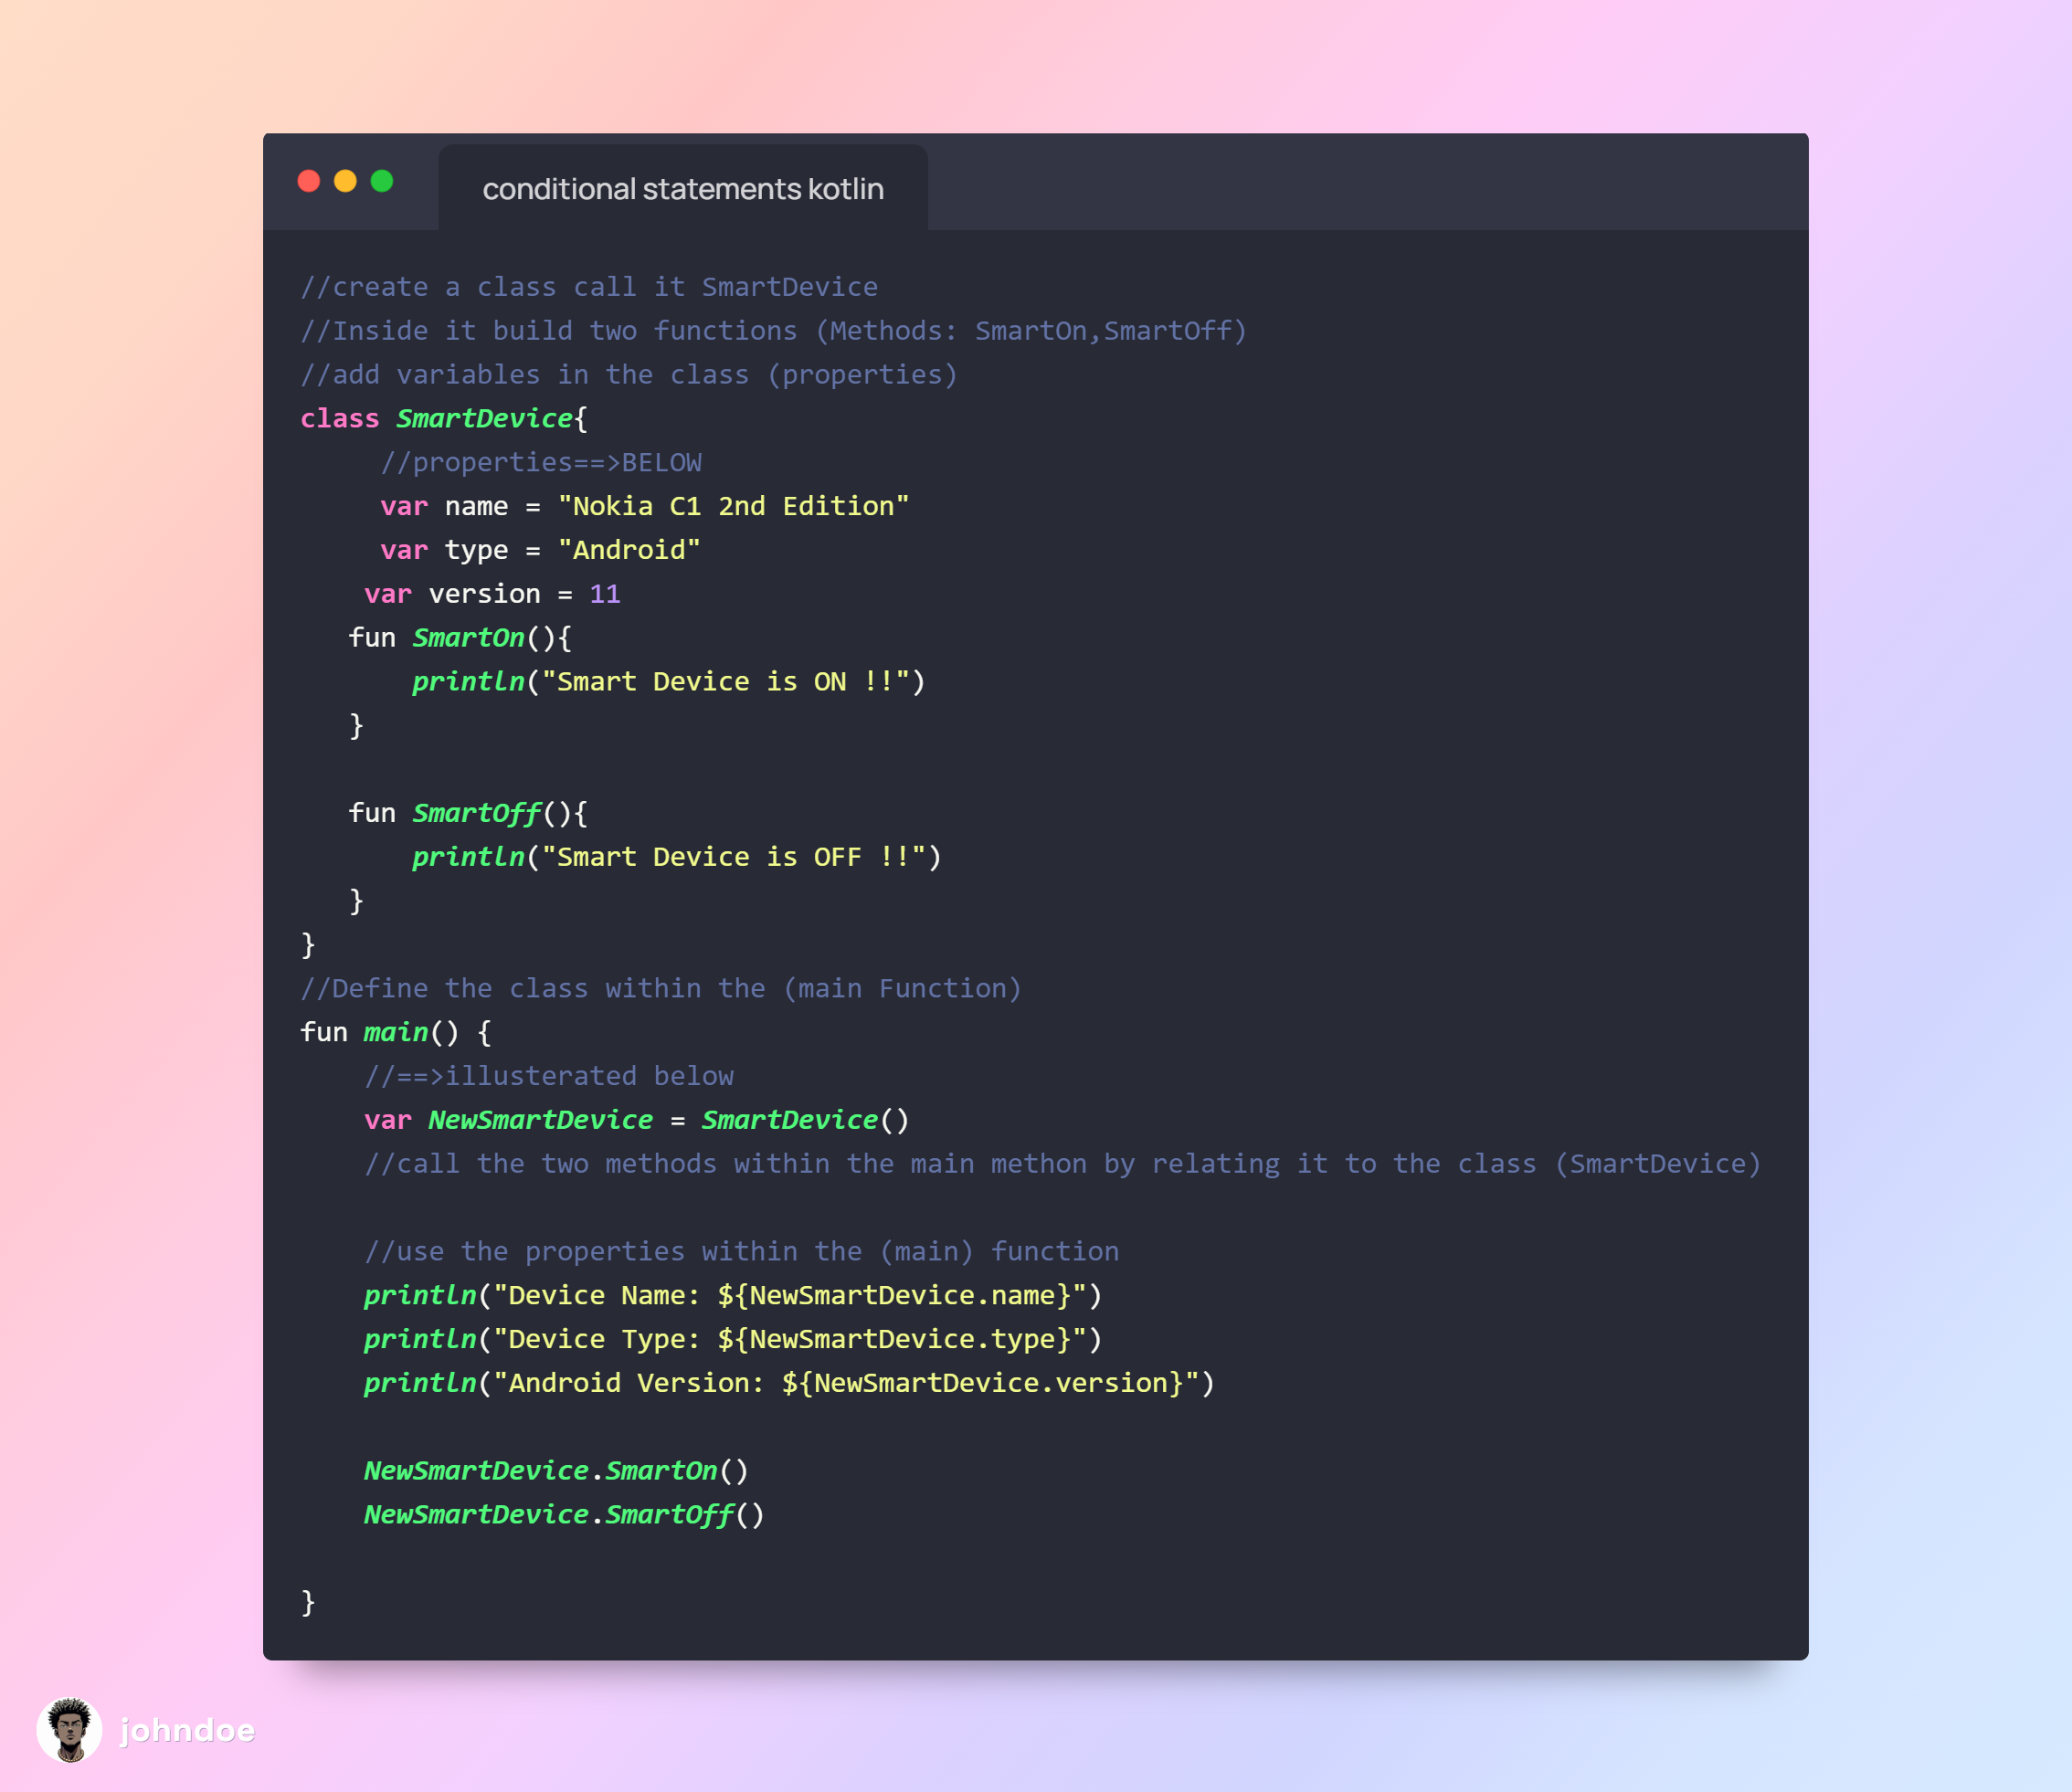 conditional statements kotlin
//create a class call it SmartDevice
//Inside it build two functions (Methods: SmartOn,SmartOff)
//add variables in the class (properties)
class SmartDevice{
     //properties==>BELOW
     var name = "Nokia C1 2nd Edition"
     var type = "Android"
    var version = 11
   fun SmartOn(){
       println("Smart Device is ON !!")
   }
   fun SmartOff(){
       println("Smart Device is OFF !!")
   }
}
//Define the class within the (main Function)
fun main() {
    //==>illusterated below
    var NewSmartDevice = SmartDevice()
    //call the two methods within the main methon by relating it to the class (SmartDevice)
    //use the properties within the (main) function
    println("Device Name: ${NewSmartDevice.name}")
    println("Device Type: ${NewSmartDevice.type}")
    println("Android Version: ${NewSmartDevice.version}")
    NewSmartDevice.SmartOn()
    NewSmartDevice.SmartOff()
}
johndoe